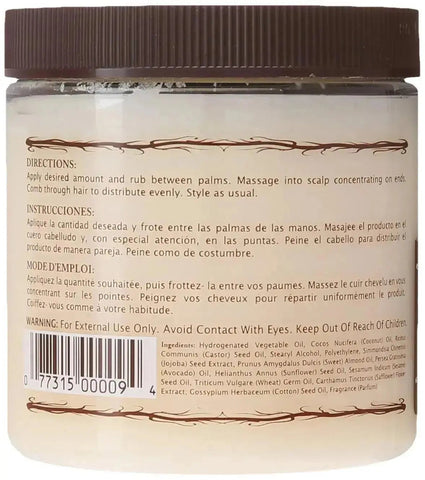 DIRECTIONS:
Apply desired amount and rub between palms. Massage into scalp concentrating on ends.
Comb through hair to distribute evenly. Style as usual.
INSTRUCCIONES:
Aplique la cantidad deseada y frote entre las palmas de las manos. Masajee el producto en el
cuero cabelludo y, con especial atención, en las puntas. Peine el cabello para distribuir el
producto de manera pareja. Peine como de costumbre.
MODE D'EMPLOI:
Appliquez la quantité souhaitée, puis frottez- la entre vos paumes. Massez le cuir chevelu en vous
concentrant sur les pointes. Peignez vos cheveux pour répartir uniformément le produit.
Coiffez-vous comme à votre habitude.
WARNING: For External Use Only. Avoid Contact With Eyes. Keep Out Of Reach Of Children.
Ingredients: Hydrogenated Vegetable Oil, Cocos Nucifera (Coconut) Oil, Ricinus
Communis (Castor) Seed Oil, Stearyl Alcohol, Polyethylene, Simmondsia Chinensis
(Jojoba) Seed Extract, Prunus Amygdalus Dulcis (Sweet) Almond Oil, Persea Gratissima
(Avocado) Oil, Helianthus Annus (Sunflower) Seed Oil, Sesamum Indicum (Sesame)
Seed Oil, Triticum Vulgare (Wheat) Germ Oil, Carthamus Tinctorius (Safflower) Flower
Extract, Gossypium Herbaceum (Cotton) Seed Oil, Fragrance (Parfum)
0 77315 00009 4